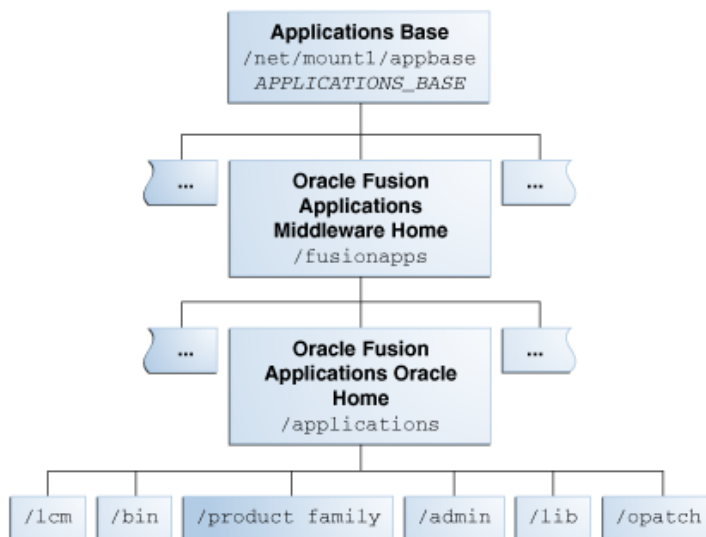 Applications Base
/net/mount1/appbase
APPLICATIONS_BASE
...
Oracle Fusion
Applications
Middleware Home
/fusionapps
...
...
Oracle Fusion
Applications Oracle
Home
/applications
...
/lcm
/bin
/product family
/admin
/lib
/opatch